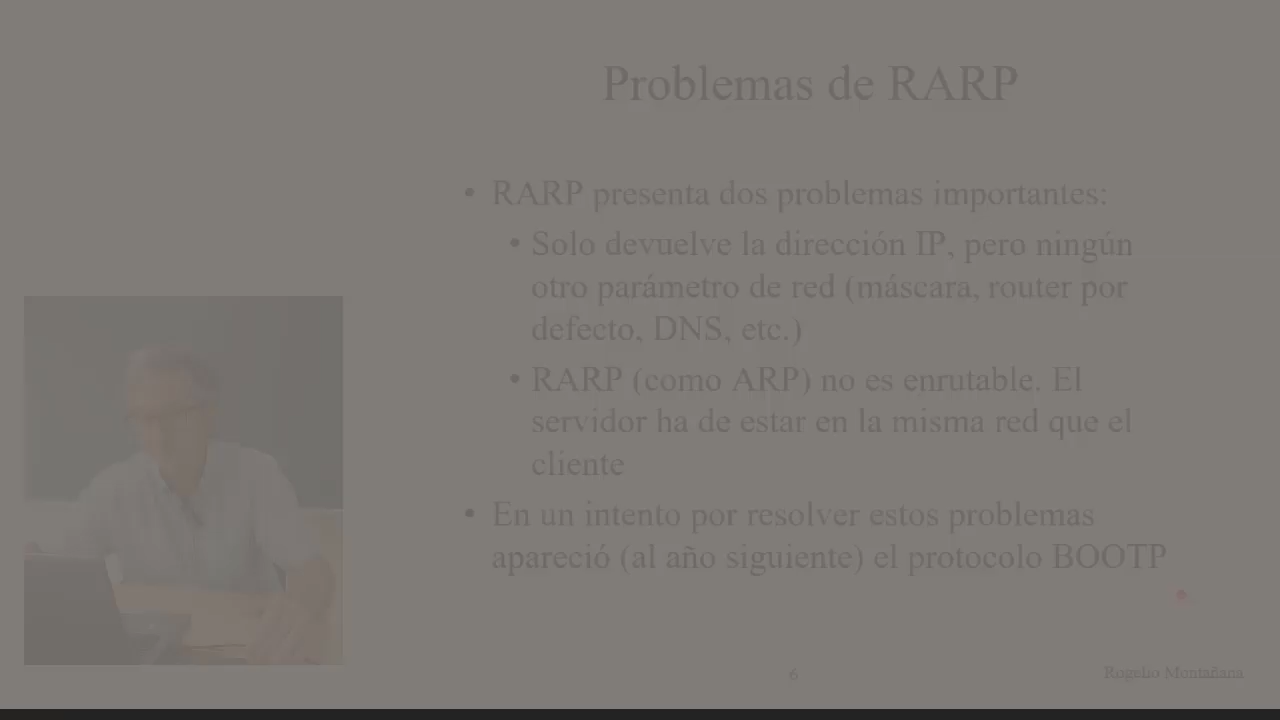 Problemas de RARP
• RARP presenta dos problemas importantes:
• Solo devuelve la dirección IP, pero ningún
otro parámetro de red (máscara, router por
defecto, DNS, etc.)
• RARP (como ARP) no es enrutable. El
servidor ha de estar en la misma red que el
cliente
• En un intento por resolver estos problemas
apareció (al año siguiente) el protocolo BOOTP
6
Rogelio Montañana